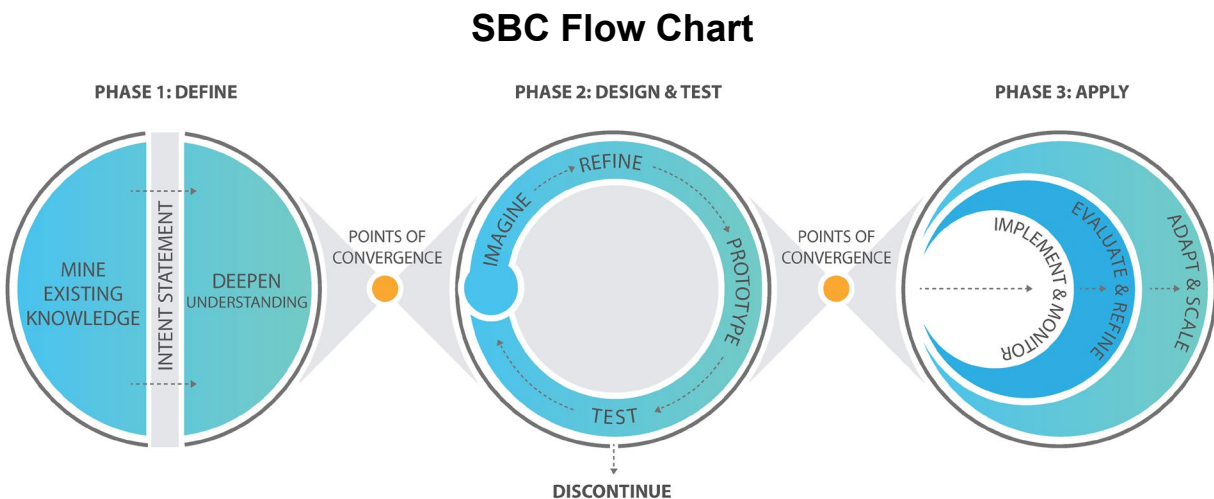 SBC Flow Chart
PHASE 1: DEFINE
MINE
EXISTING
KNOWLEDGE
INTENT STATEMENT
DEEPEN
UNDERSTANDING
POINTS OF
CONVERGENCE
PHASE 2: DESIGN & TEST
IMAGINE
REFINE
PROTOTYPE
TEST
DISCONTINUE
POINTS OF
CONVERGENCE
PHASE 3: APPLY
IMPLEMENT & MONITOR
EVALUATE & REFINE
ADAPT & SCALE